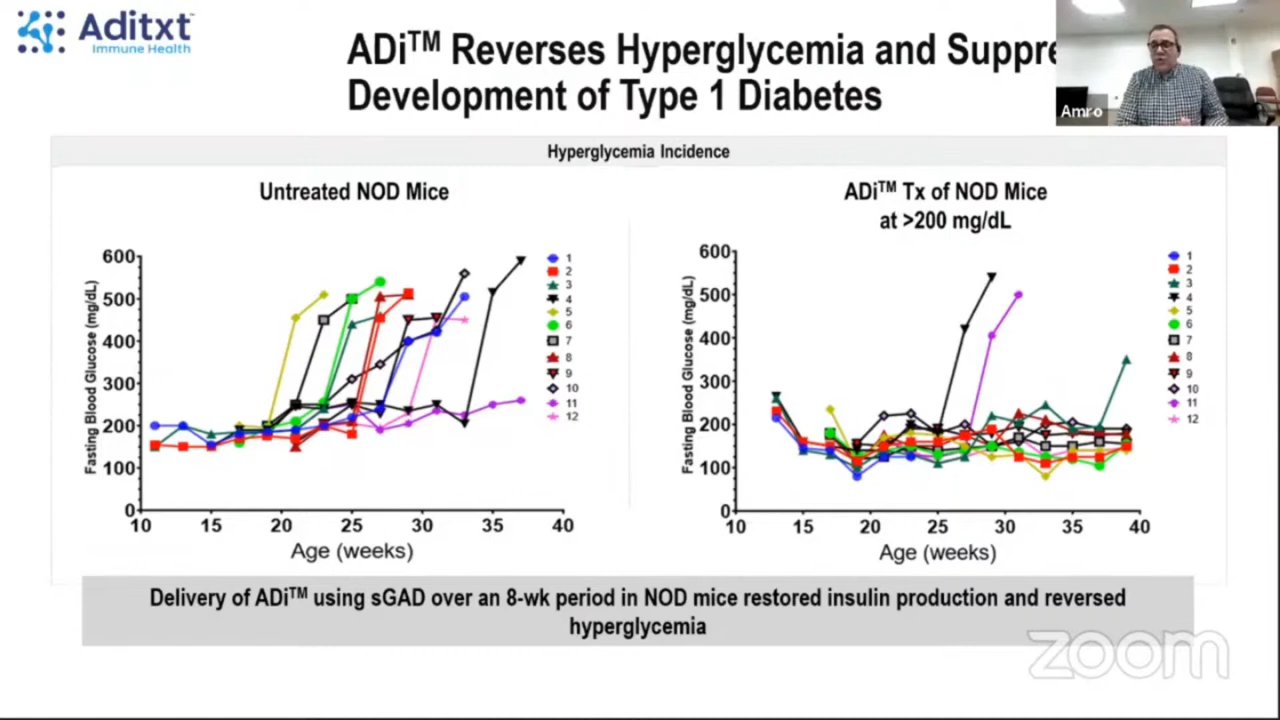 Aditxt™
Immune Health
ADi™ Reverses Hyperglycemia and Suppre
Development of Type 1 Diabetes
Amro
Hyperglycemia Incidence
Untreated NOD Mice
600
500
400
300
200
100
0
Fasting Blood Glucose (mg/dL)
10 15 20 25 30 35 40
Age (weeks)
1
2
3
4
5
6
7
8
9
10
11
12
ADi™ Tx of NOD Mice
at >200 mg/dL
600
500
400
300
200
100
0
Fasting Blood Glucose (mg/dL)
10 15 20 25 30 35 40
Age (weeks)
1
2
3
4
5
6
7
8
9
10
11
12
Delivery of ADi™ using sGAD over an 8-wk period in NOD mice restored insulin production and reversed
hyperglycemia
zoom